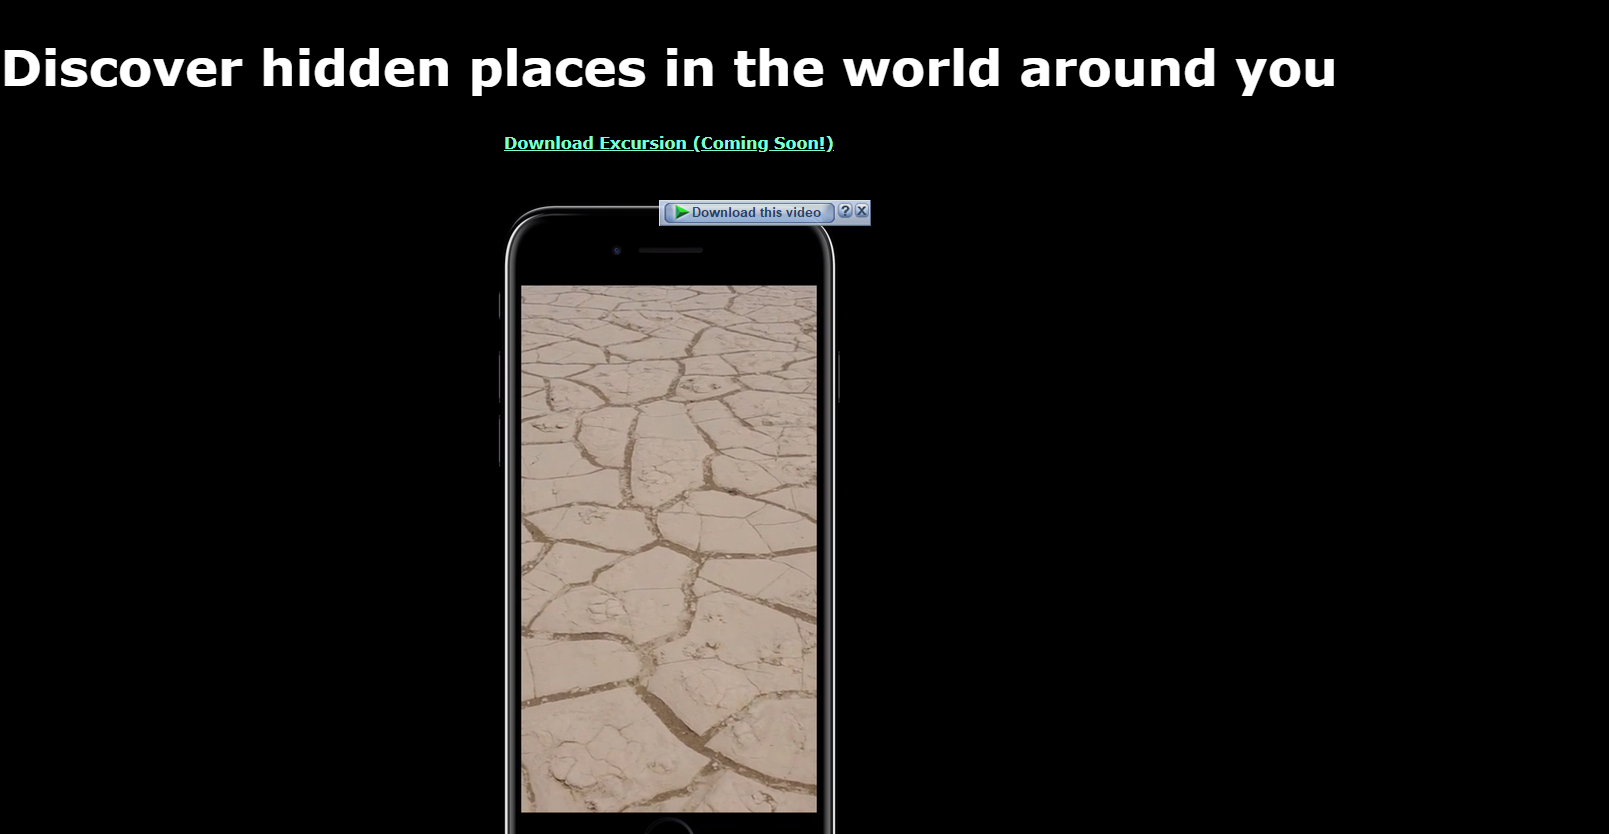 Discover hidden places in the world around you
Download Excursion (Coming Soon!)
Download this video ? X